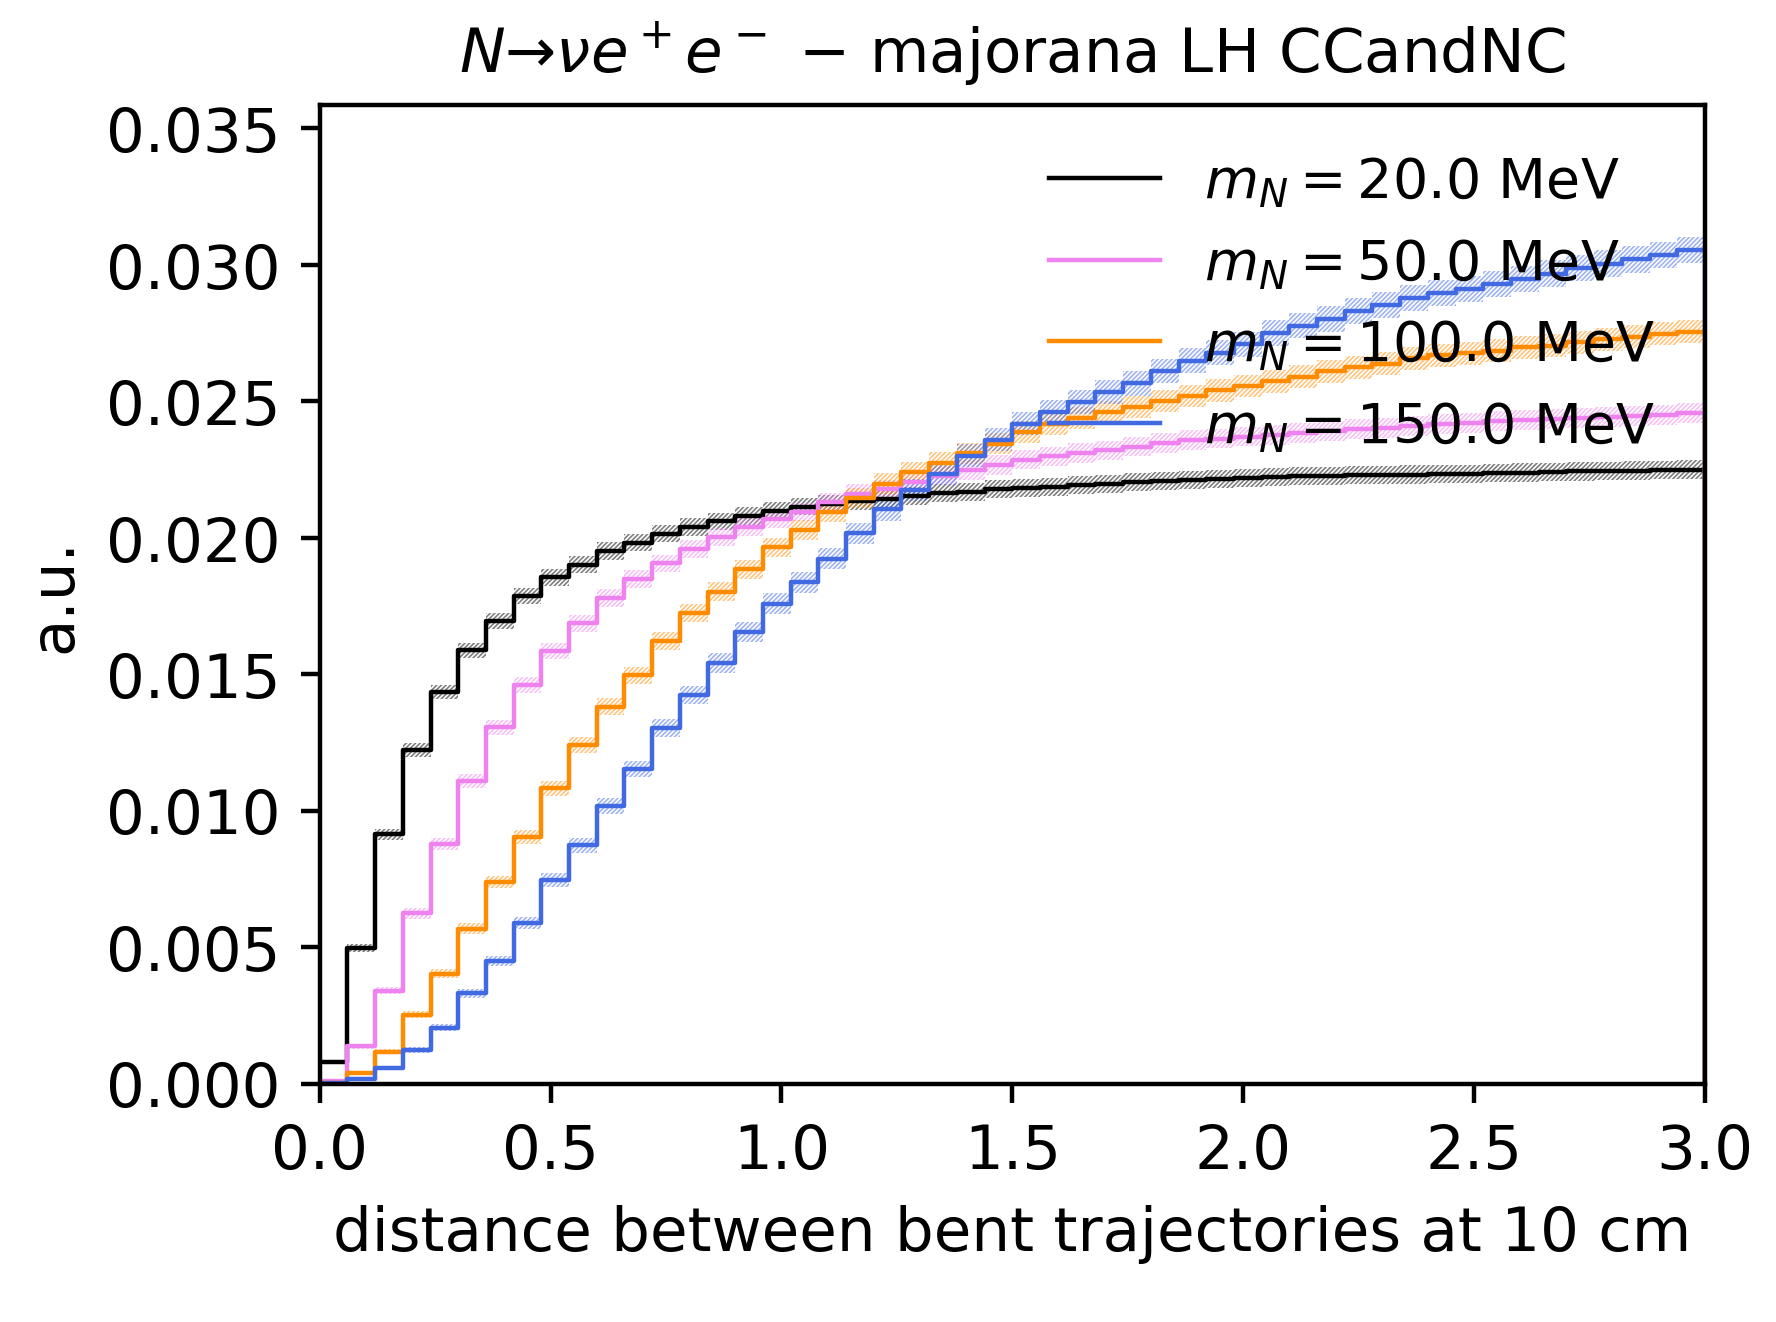 N→νe⁺e⁻ − majorana LH CCandNC
0.035
0.030
0.025
0.020
0.015
0.010
0.005
0.000
a.u.
m_N = 20.0 MeV
m_N = 50.0 MeV
m_N = 100.0 MeV
m_N = 150.0 MeV
0.0 0.5 1.0 1.5 2.0 2.5 3.0
distance between bent trajectories at 10 cm